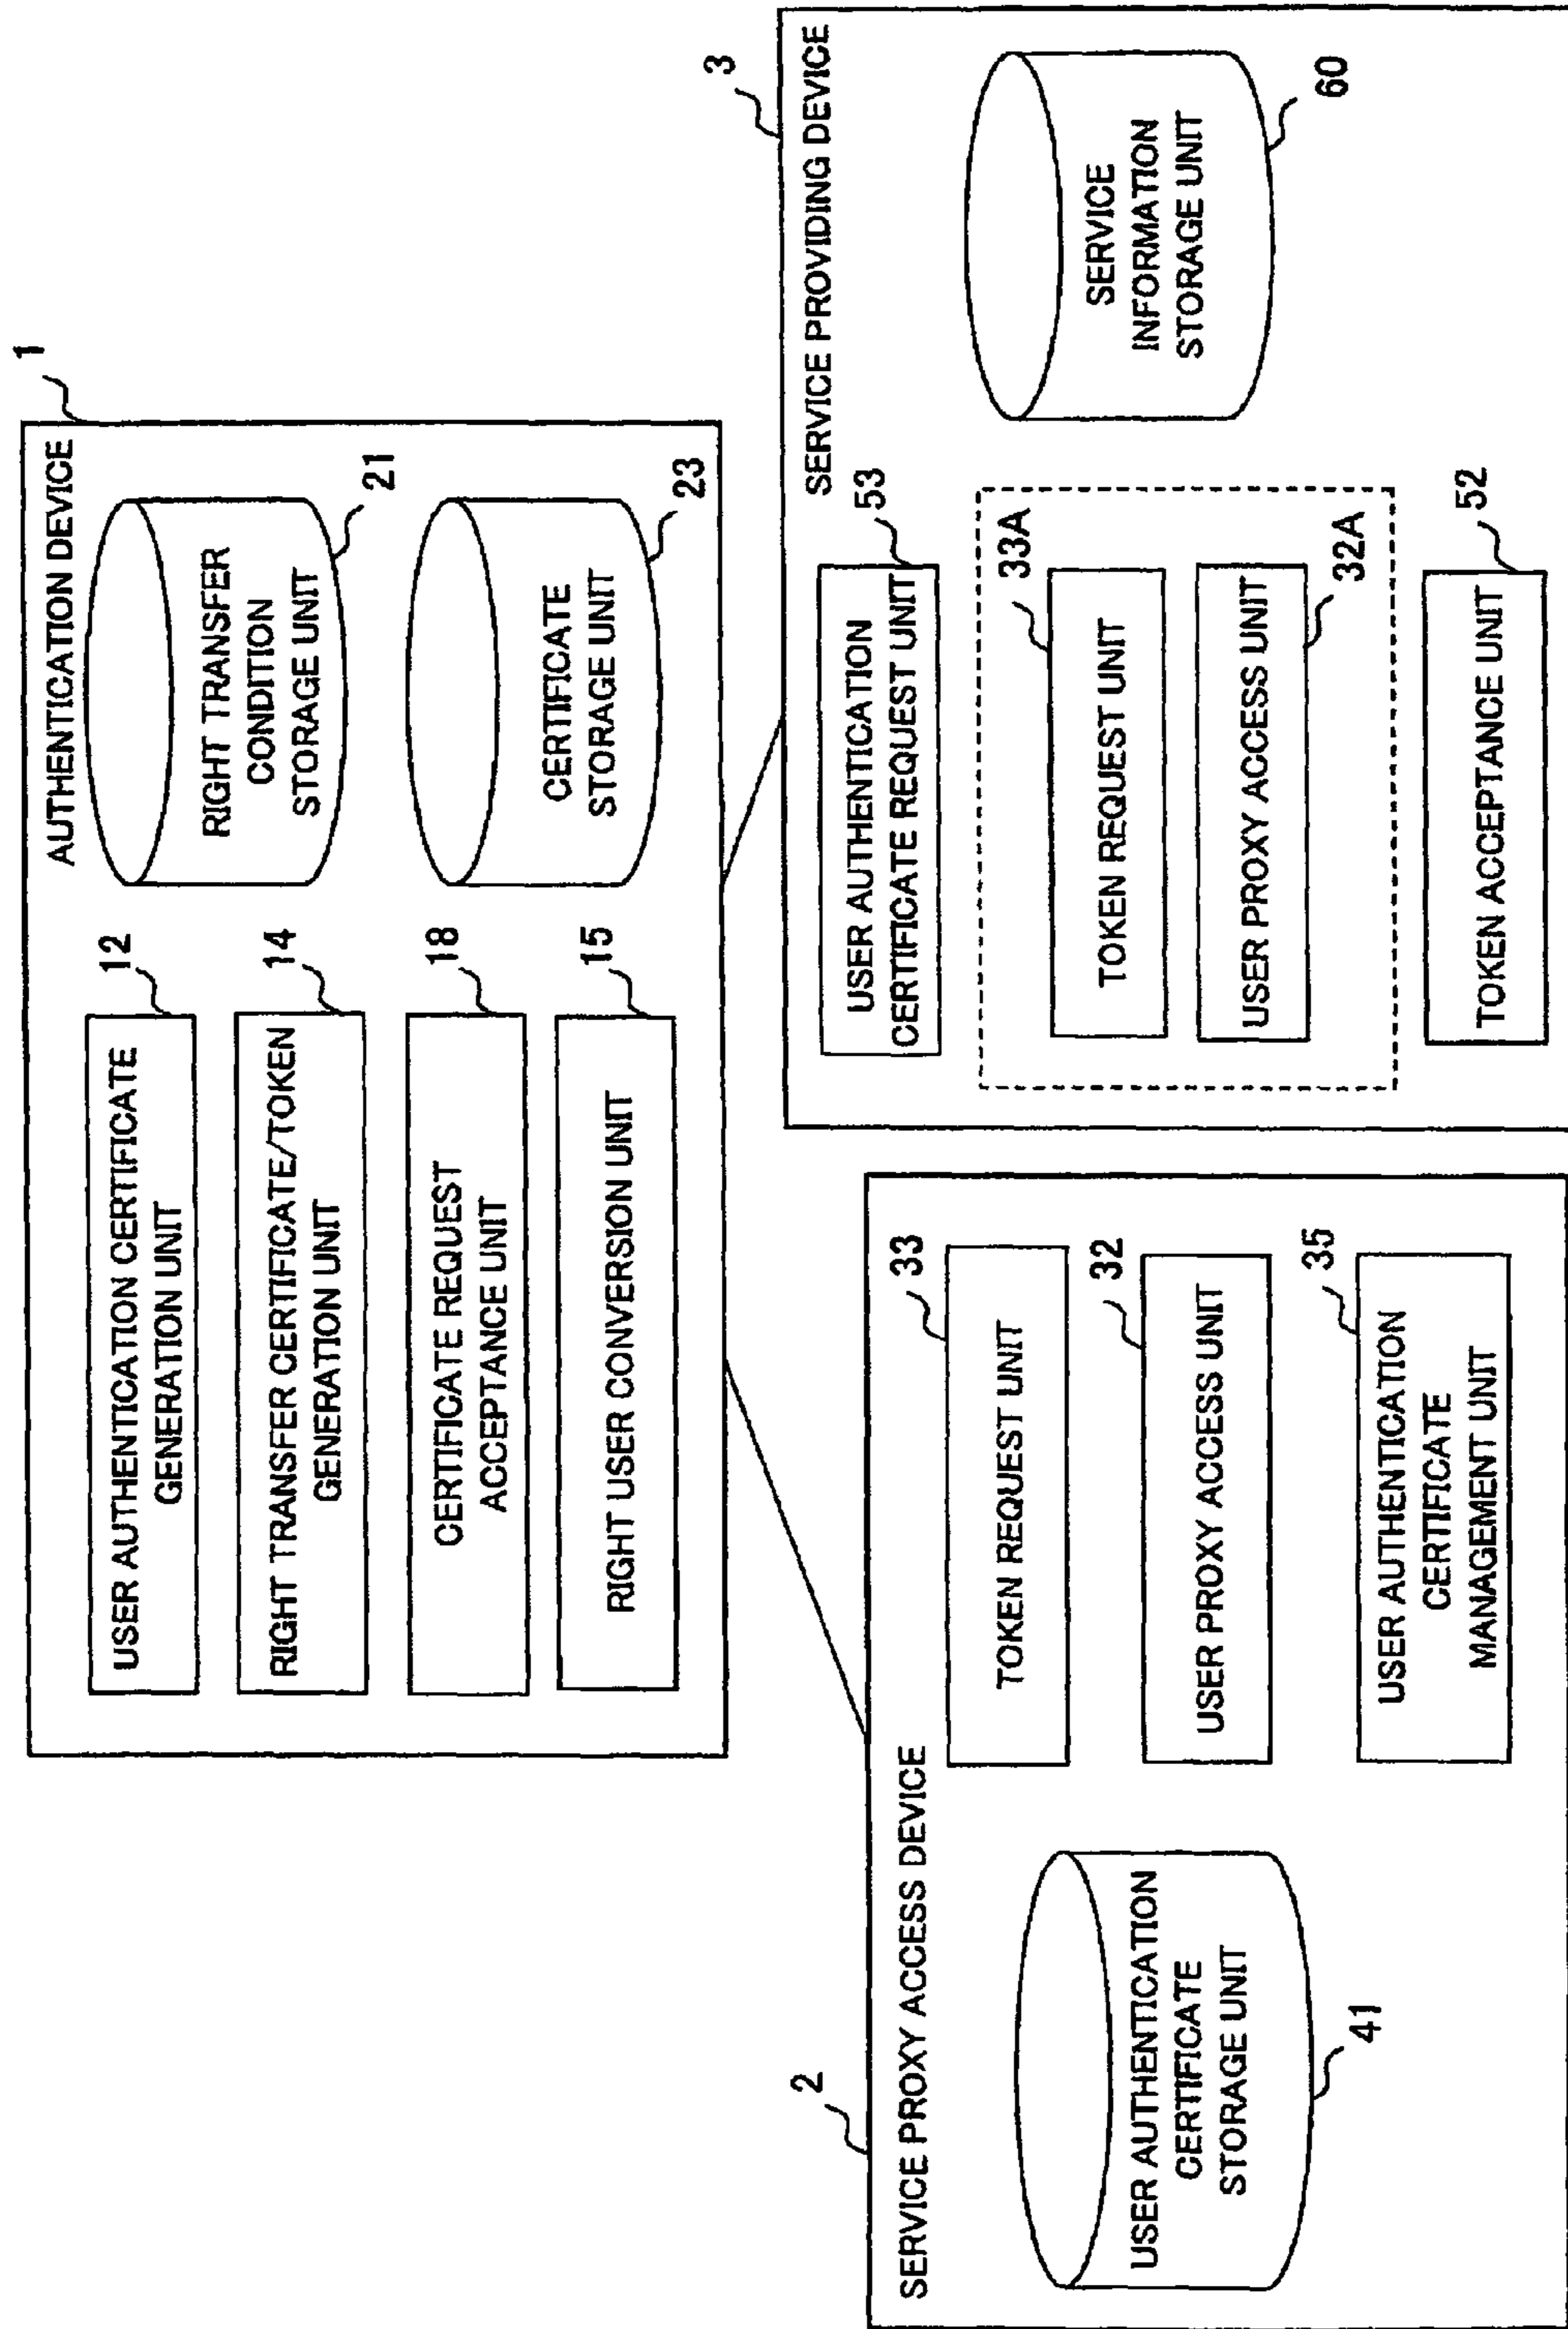 1
AUTHENTICATION DEVICE
12
USER AUTHENTICATION CERTIFICATE
GENERATION UNIT
14
RIGHT TRANSFER CERTIFICATE/TOKEN
GENERATION UNIT
18
CERTIFICATE REQUEST
ACCEPTANCE UNIT
15
RIGHT USER CONVERSION UNIT
RIGHT TRANSFER
CONDITION
STORAGE UNIT
21
CERTIFICATE
STORAGE UNIT
23
2
SERVICE PROXY ACCESS DEVICE
USER AUTHENTICATION
CERTIFICATE
STORAGE UNIT
41
33
TOKEN REQUEST UNIT
32
USER PROXY ACCESS UNIT
35
USER AUTHENTICATION
CERTIFICATE
MANAGEMENT UNIT
3
SERVICE PROVIDING DEVICE
53
USER AUTHENTICATION
CERTIFICATE REQUEST UNIT
33A
TOKEN REQUEST UNIT
USER PROXY ACCESS UNIT
32A
52
TOKEN ACCEPTANCE UNIT
SERVICE
INFORMATION
STORAGE UNIT
60